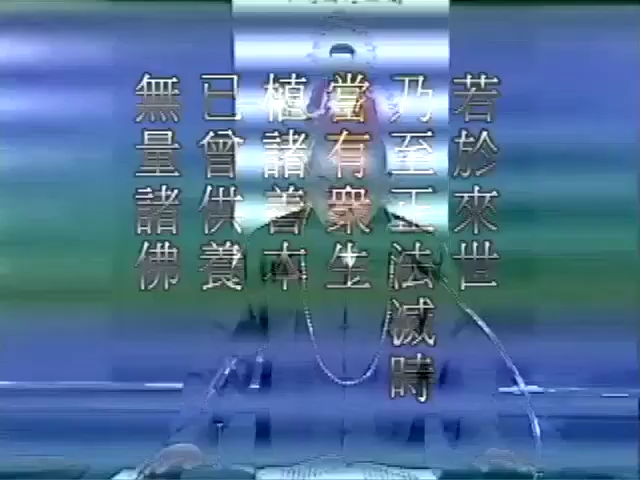 若於來世
乃至正法滅時
當有衆生
植諸善本
已曾供養
無量諸佛